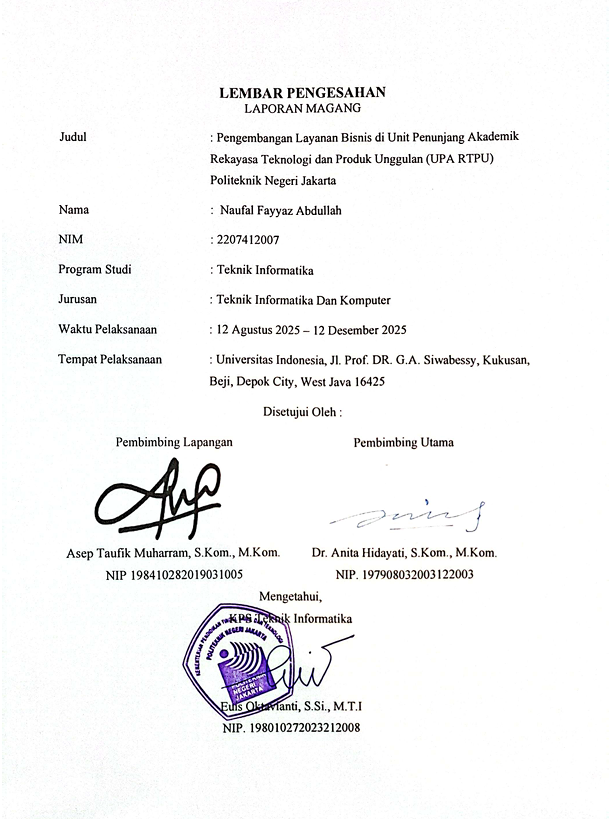 LEMBAR PENGESAHAN
LAPORAN MAGANG
Judul : Pengembangan Layanan Bisnis di Unit Penunjang Akademik
Rekayasa Teknologi dan Produk Unggulan (UPA RTPU)
Politeknik Negeri Jakarta
Nama : Naufal Fayyaz Abdullah
NIM : 2207412007
Program Studi : Teknik Informatika
Jurusan : Teknik Informatika Dan Komputer
Waktu Pelaksanaan : 12 Agustus 2025 – 12 Desember 2025
Tempat Pelaksanaan : Universitas Indonesia, Jl. Prof. DR. G.A. Siwabessy, Kukusan,
Beji, Depok City, West Java 16425
Disetujui Oleh :
Pembimbing Lapangan Pembimbing Utama
Asep Taufik Muharram, S.Kom., M.Kom. Dr. Anita Hidayati, S.Kom., M.Kom.
NIP 198410282019031005 NIP. 197908032003122003
Mengetahui,
KPS Teknik Informatika
POLITEKNIK NEGERI JAKARTA
POLITEKNIK
NEGERI
JAKARTA
Euis Oktavianti, S.Si., M.T.I
NIP. 198010272023212008